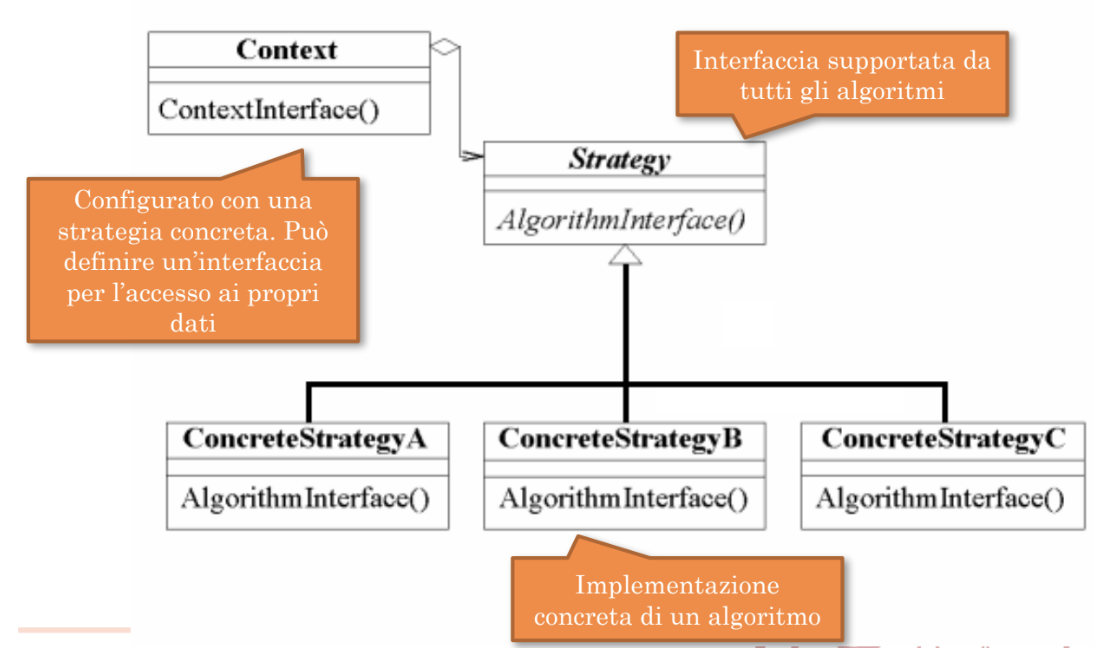 Context
ContextInterface()
Interfaccia supportata da
tutti gli algoritmi
Strategy
AlgorithmInterface()
Configurato con una
strategia concreta. Può
definire un'interfaccia
per l'accesso ai propri
dati
ConcreteStrategyA
AlgorithmInterface()
ConcreteStrategyB
AlgorithmInterface()
ConcreteStrategyC
AlgorithmInterface()
Implementazione
concreta di un algoritmo